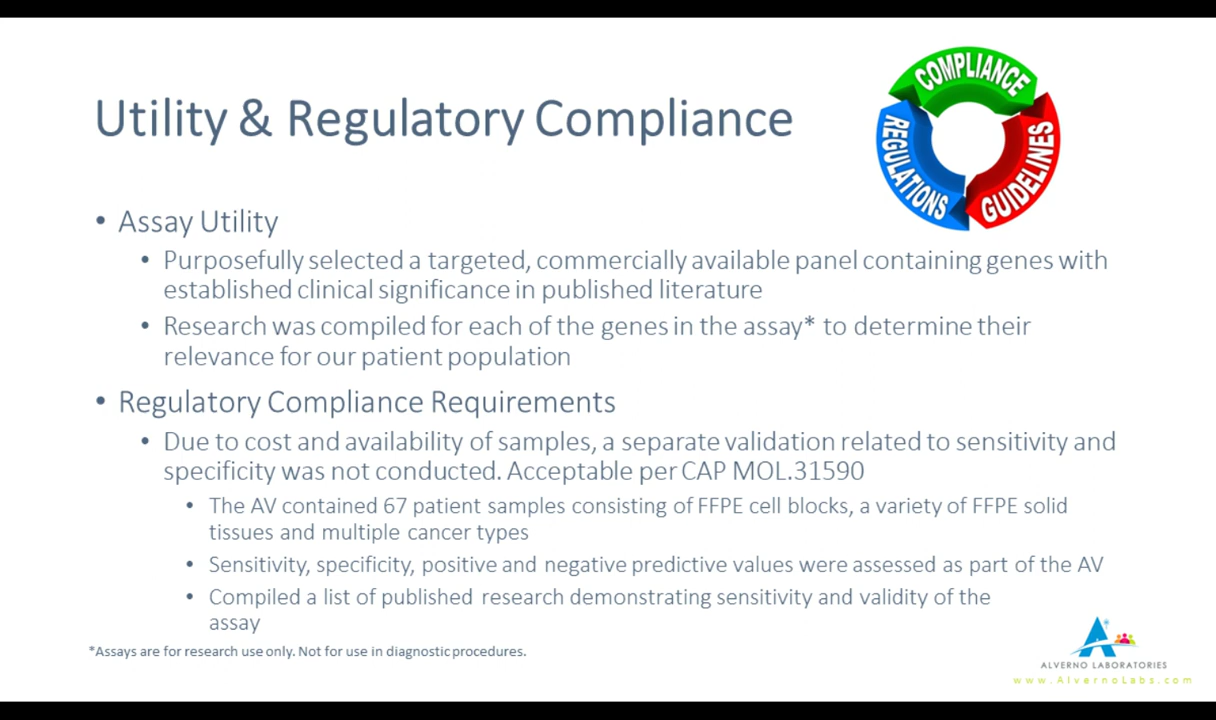 COMPLIANCE
REGULATIONS
GUIDELINES
Utility & Regulatory Compliance
• Assay Utility
• Purposefully selected a targeted, commercially available panel containing genes with
established clinical significance in published literature
• Research was compiled for each of the genes in the assay* to determine their
relevance for our patient population
• Regulatory Compliance Requirements
• Due to cost and availability of samples, a separate validation related to sensitivity and
specificity was not conducted. Acceptable per CAP MOL.31590
• The AV contained 67 patient samples consisting of FFPE cell blocks, a variety of FFPE solid
tissues and multiple cancer types
• Sensitivity, specificity, positive and negative predictive values were assessed as part of the AV
• Compiled a list of published research demonstrating sensitivity and validity of the
assay
*Assays are for research use only. Not for use in diagnostic procedures.
ALVERNO LABORATORIES
www.AlvernoLabs.com